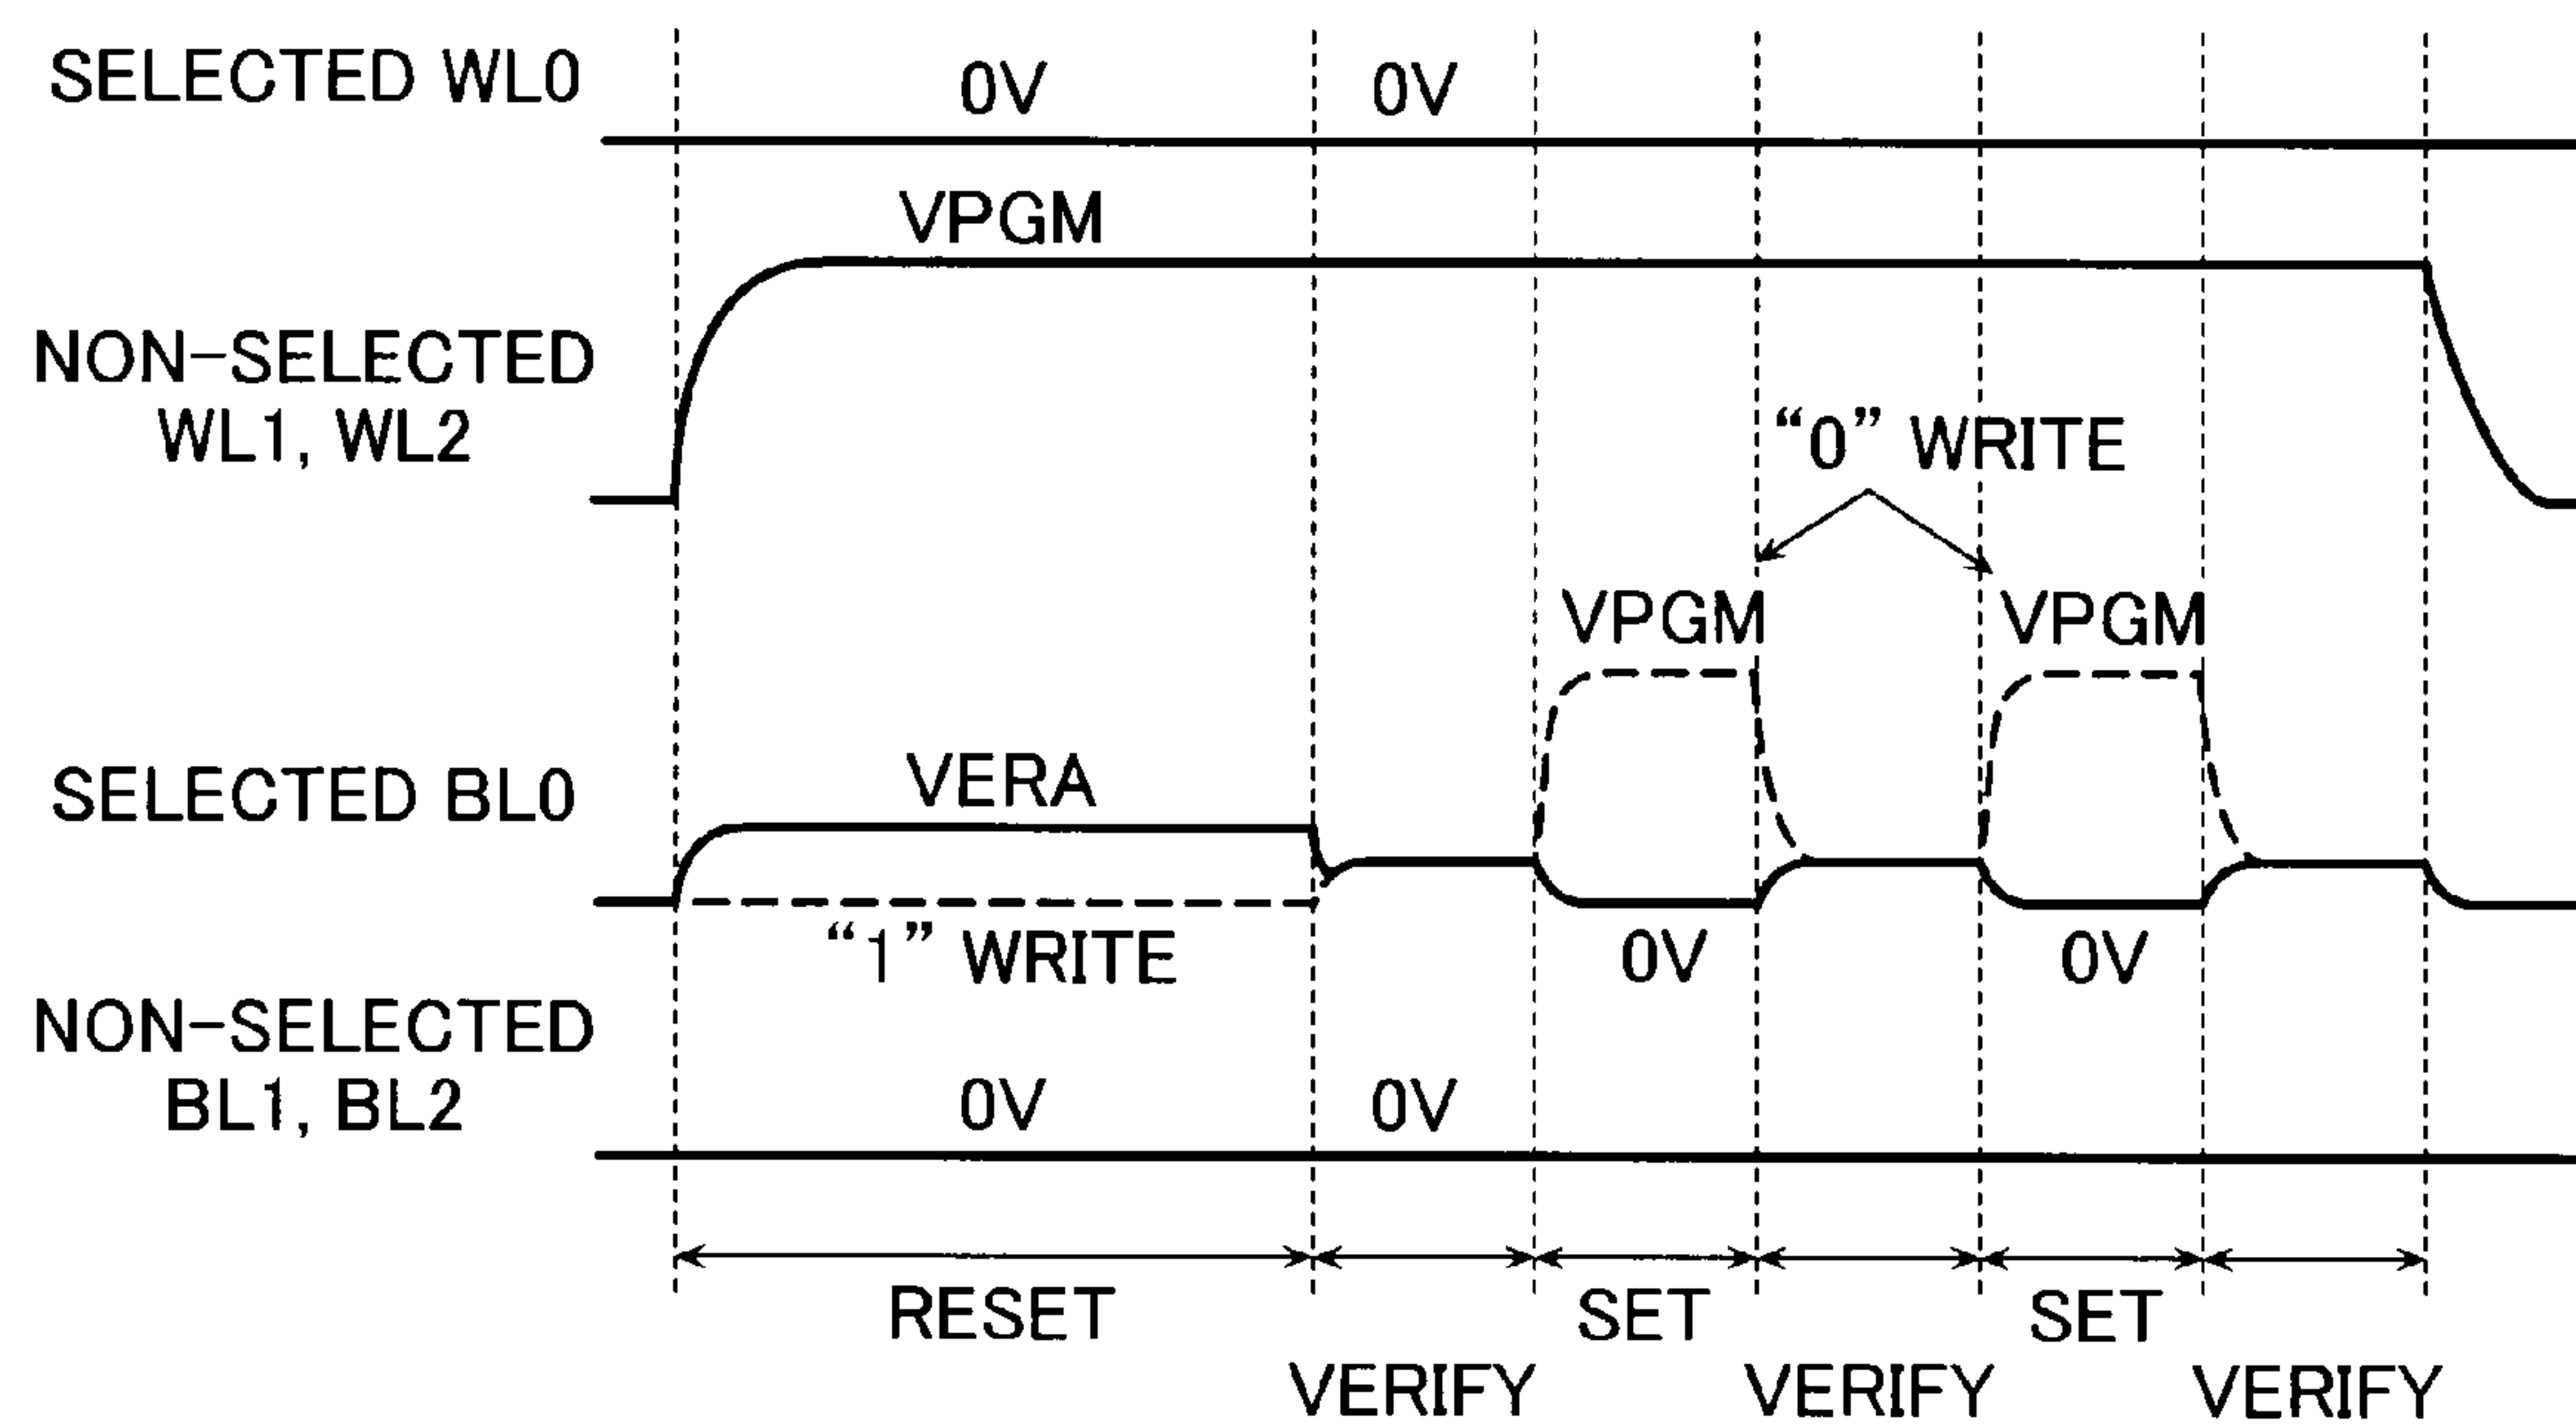 SELECTED WL0
0V
0V
VPGM
NON-SELECTED
WL1, WL2
“0” WRITE
VPGM
VPGM
VERA
SELECTED BL0
“1” WRITE
0V
0V
NON-SELECTED
BL1, BL2
0V
0V
RESET
SET
SET
VERIFY
VERIFY
VERIFY